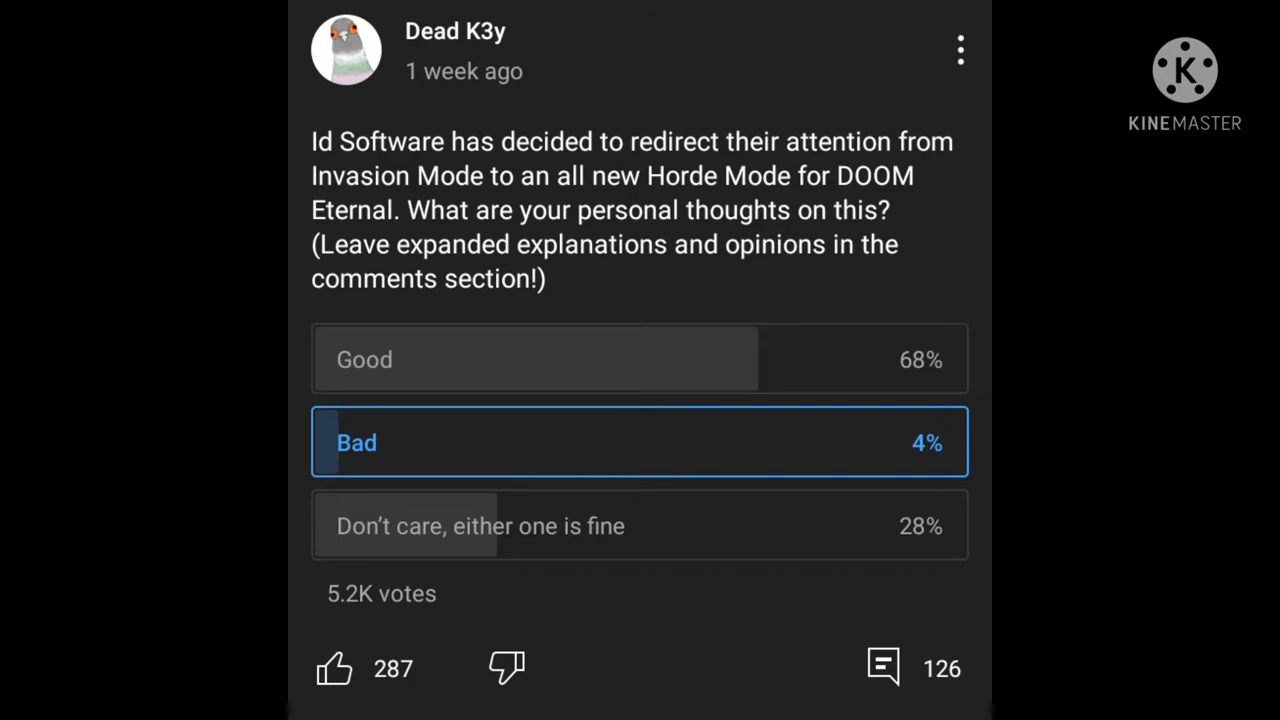 Dead K3y
1 week ago
K
KINEMASTER
Id Software has decided to redirect their attention from
Invasion Mode to an all new Horde Mode for DOOM
Eternal. What are your personal thoughts on this?
(Leave expanded explanations and opinions in the
comments section!)
Good 68%
Bad 4%
Don’t care, either one is fine 28%
5.2K votes
287 126